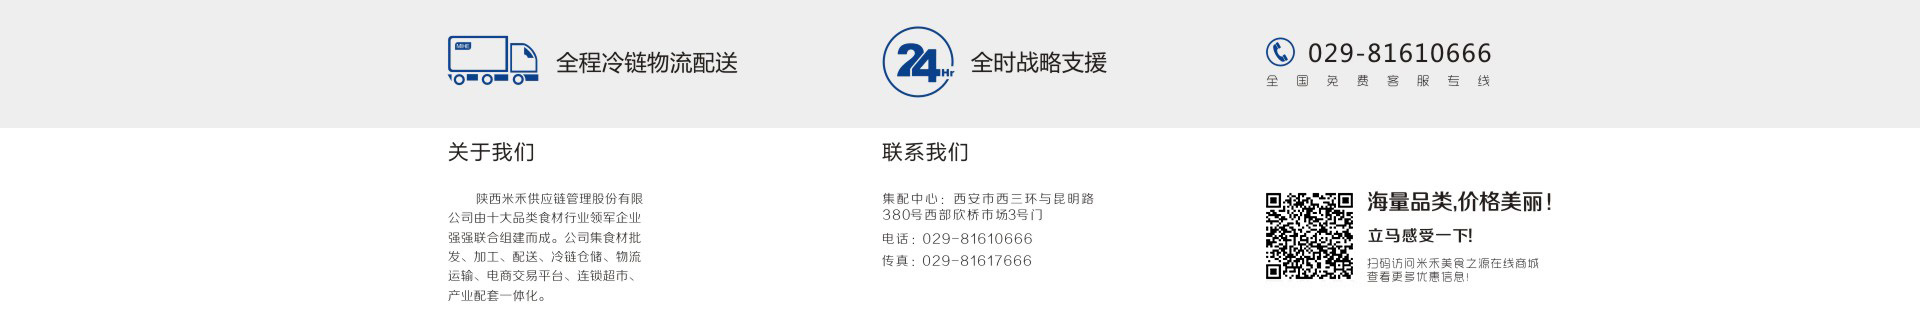 MIHE
全程冷链物流配送
24Hr
全时战略支援
029-81610666
全国免费客服专线
关于我们
陕西米禾供应链管理股份有限
公司由十大品类食材行业领军企业
强强联合组建而成。公司集食材批
发、加工、配送、冷链仓储、物流
运输、电商交易平台、连锁超市、
产业配套一体化。
联系我们
集配中心：西安市西三环与昆明路
380号西部欣桥市场3号门
电话：029-81610666
传真：029-81617666
海量品类,价格美丽！
立马感受一下!
扫码访问米禾美食之源在线商城
查看更多优惠信息!